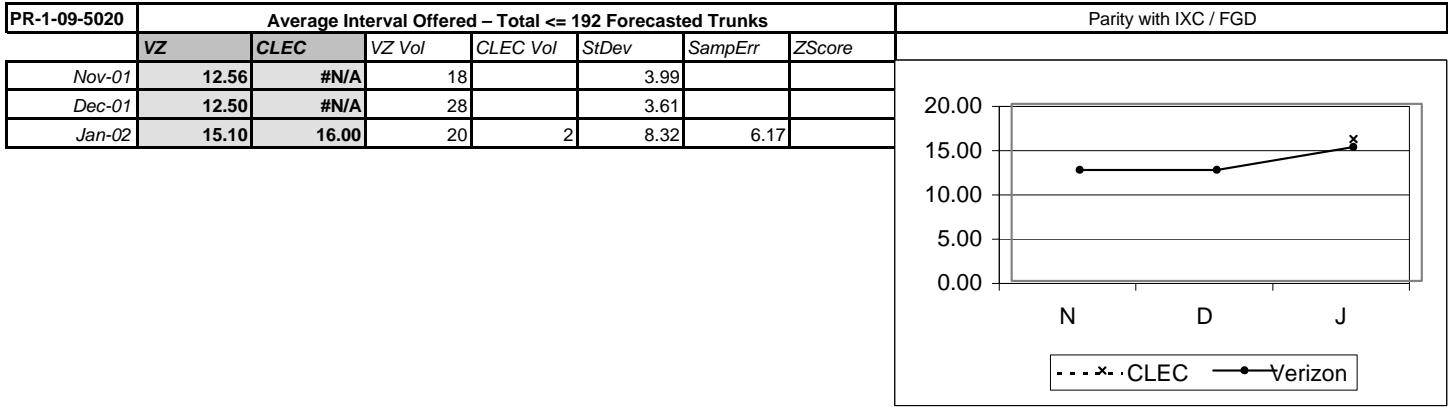 PR-1-09-5020 Average Interval Offered – Total <= 192 Forecasted Trunks Parity with IXC / FGD
VZ CLEC VZ Vol CLEC Vol StDev SampErr ZScore
Nov-01 12.56 #N/A 18 3.99
Dec-01 12.50 #N/A 28 3.61
Jan-02 15.10 16.00 20 2 8.32 6.17
20.00
15.00
10.00
5.00
0.00
N D J
CLEC Verizon